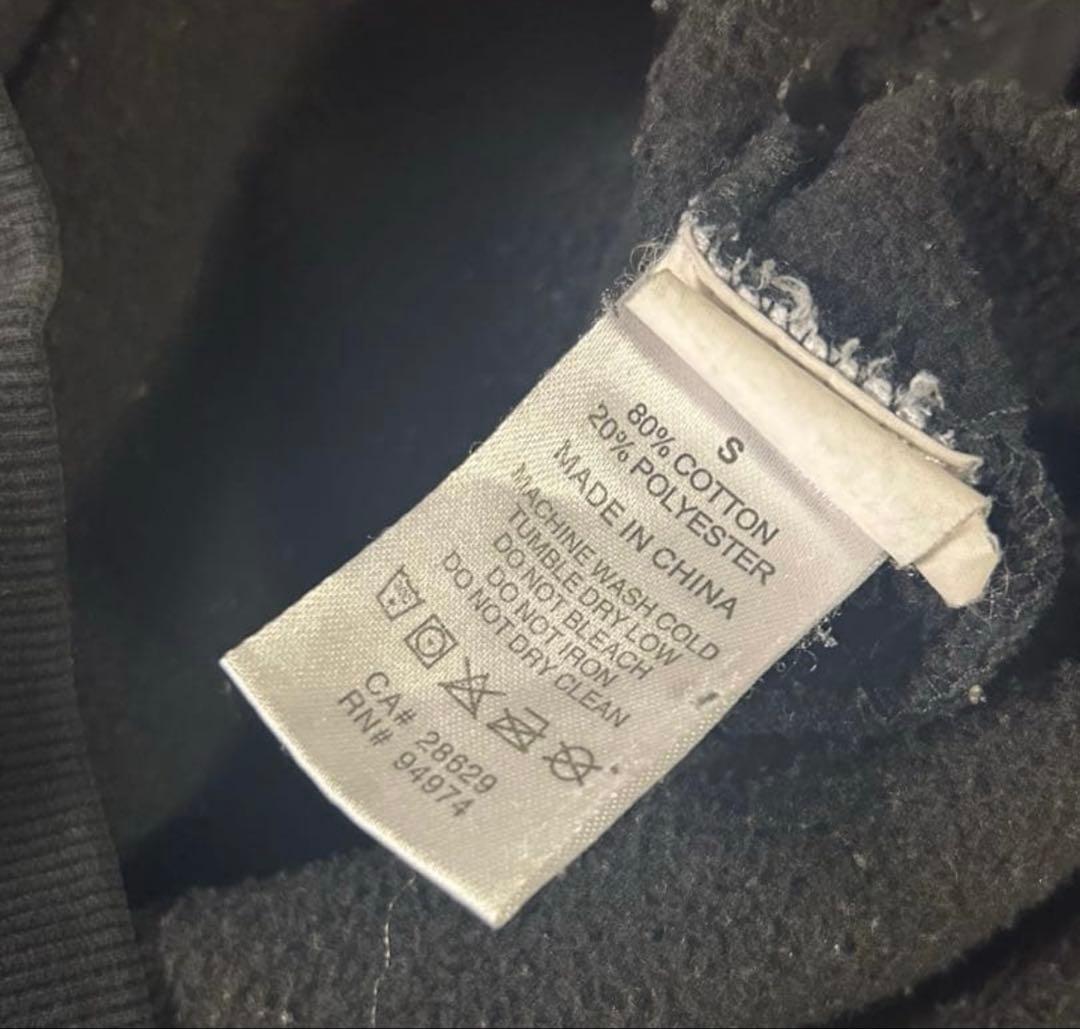 S
80% COTTON
20% POLYESTER
MADE IN CHINA
MACHINE WASH COLD
TUMBLE DRY LOW
DO NOT BLEACH
DO NOT IRON
DO NOT DRY CLEAN
CA# 28629
RN# 94974